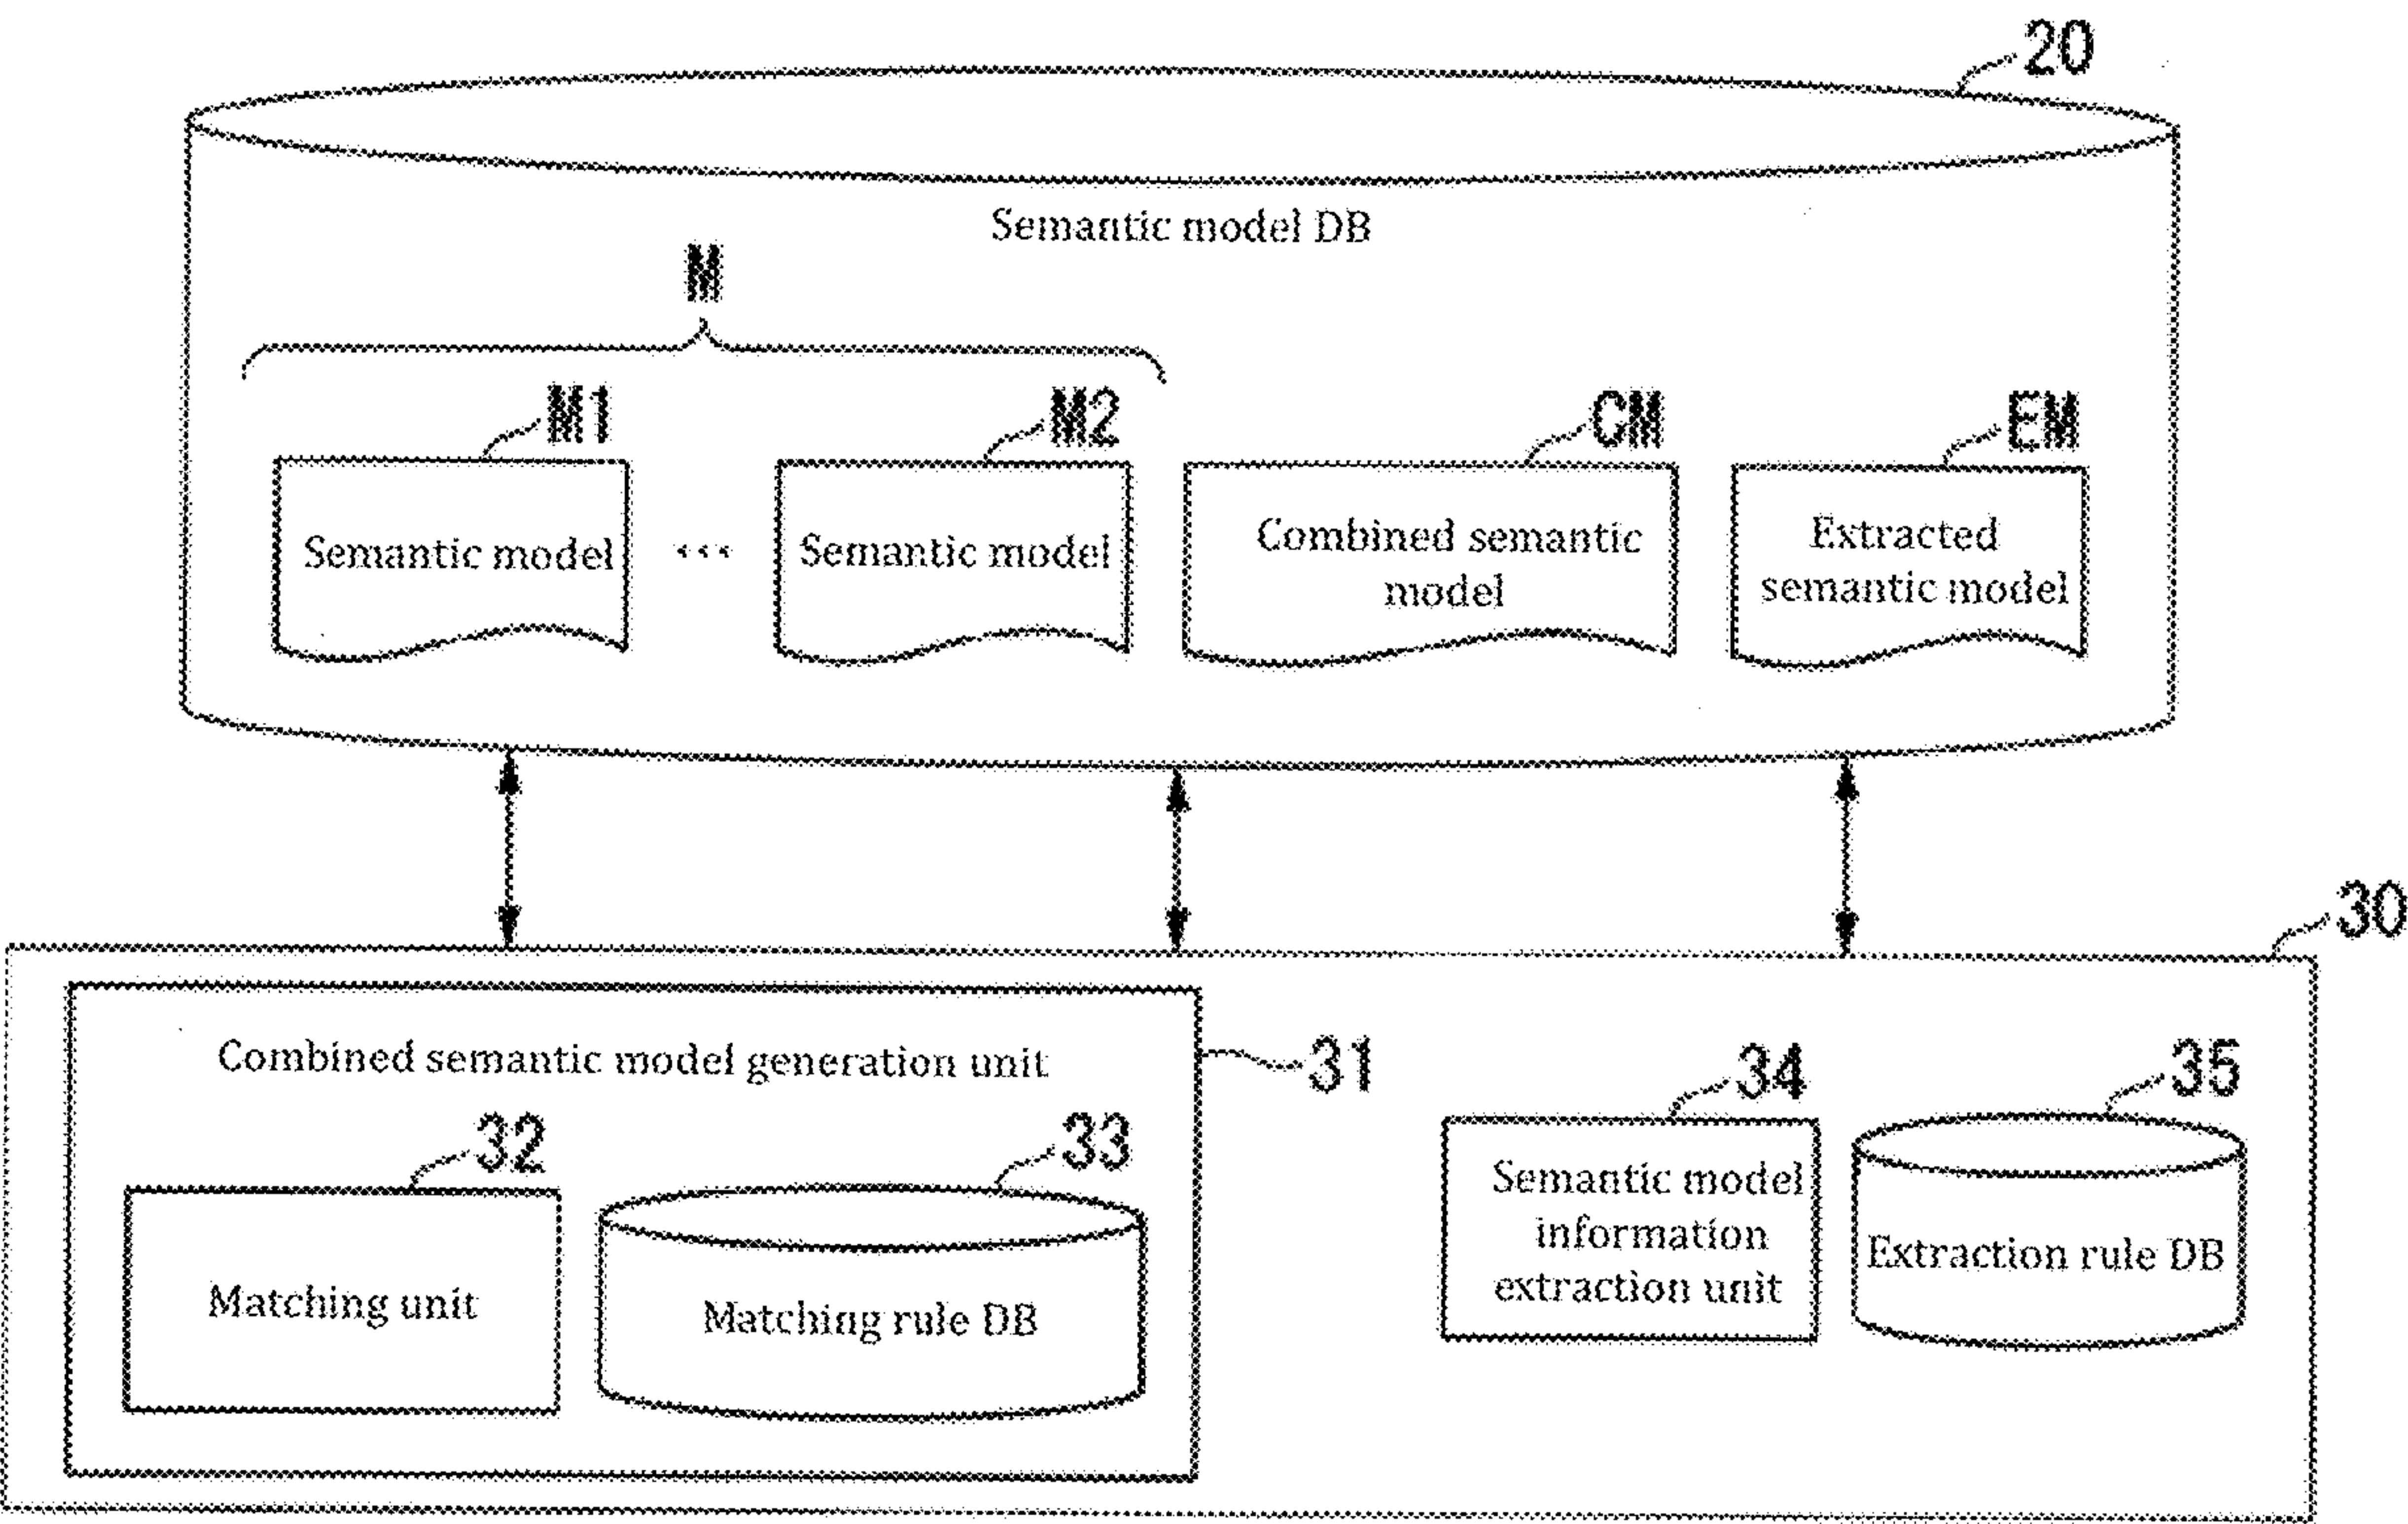 20
Semantic model DB
M
M1
M2
CM
EM
Semantic model
...
Semantic model
Combined semantic
model
Extracted
semantic model
30
Combined semantic model generation unit
31
32
33
34
35
Matching unit
Matching rule DB
Semantic model
information
extraction unit
Extraction rule DB